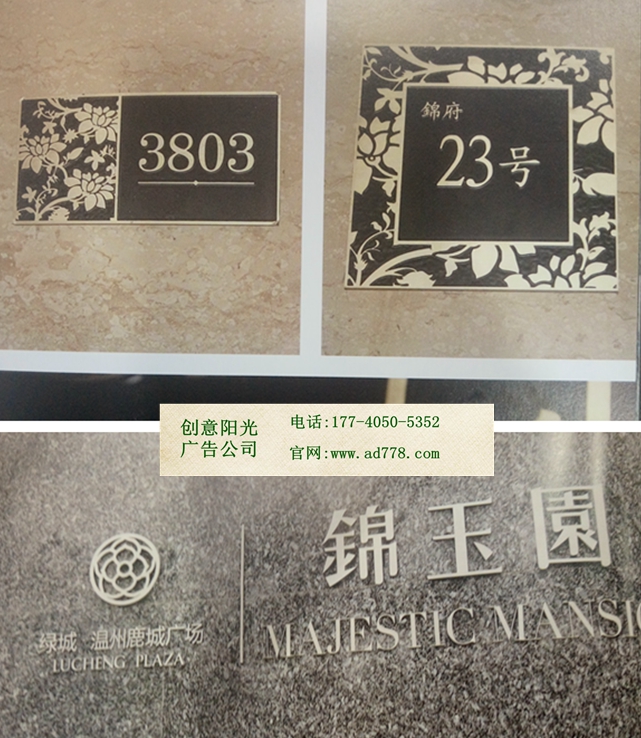 3803
錦府
23号
创意阳光
广告公司
电话:177-4050-5352
官网:www.ad778.com
錦玉園
MAJESTIC MANSI
绿城 温州鹿城广场
LUCHENG PLAZA